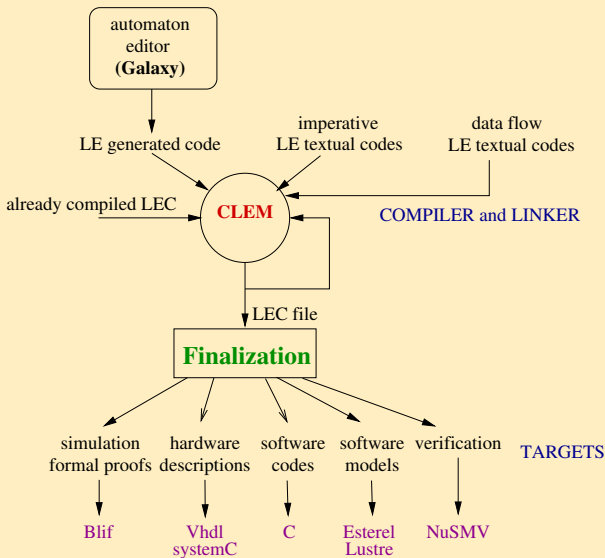 automaton
editor
(Galaxy)
imperative
LE textual codes
data flow
LE textual codes
LE generated code
already compiled LEC
CLEM
COMPILER and LINKER
LEC file
Finalization
simulation
formal proofs
hardware
descriptions
software
codes
software
models
verification
TARGETS
Blif
Vhdl
systemC
C
Esterel
Lustre
NuSMV